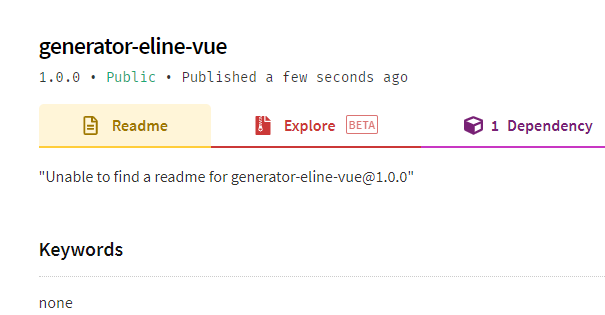 generator-eline-vue
1.0.0 • Public • Published a few seconds ago
Readme Explore BETA 1 Dependency
"Unable to find a readme for generator-eline-vue@1.0.0"
Keywords
none